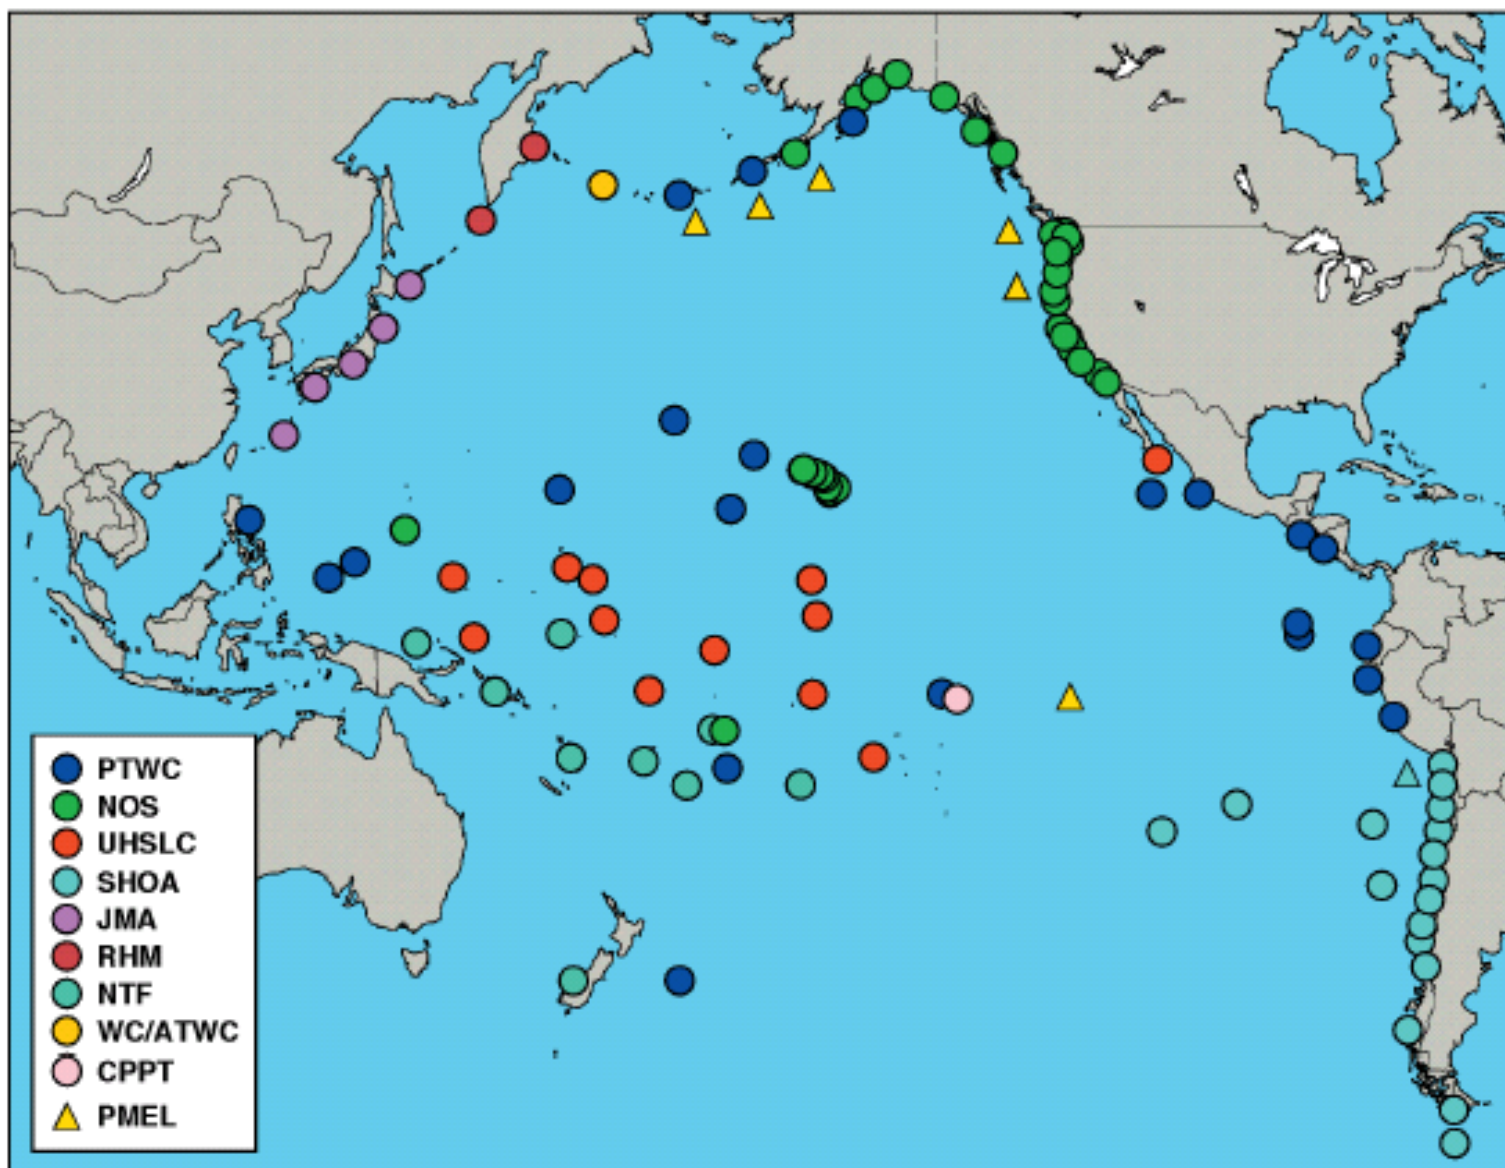 PTWC
NOS
UHSLC
SHOA
JMA
RHM
NTF
WC/ATWC
CPPT
PMEL